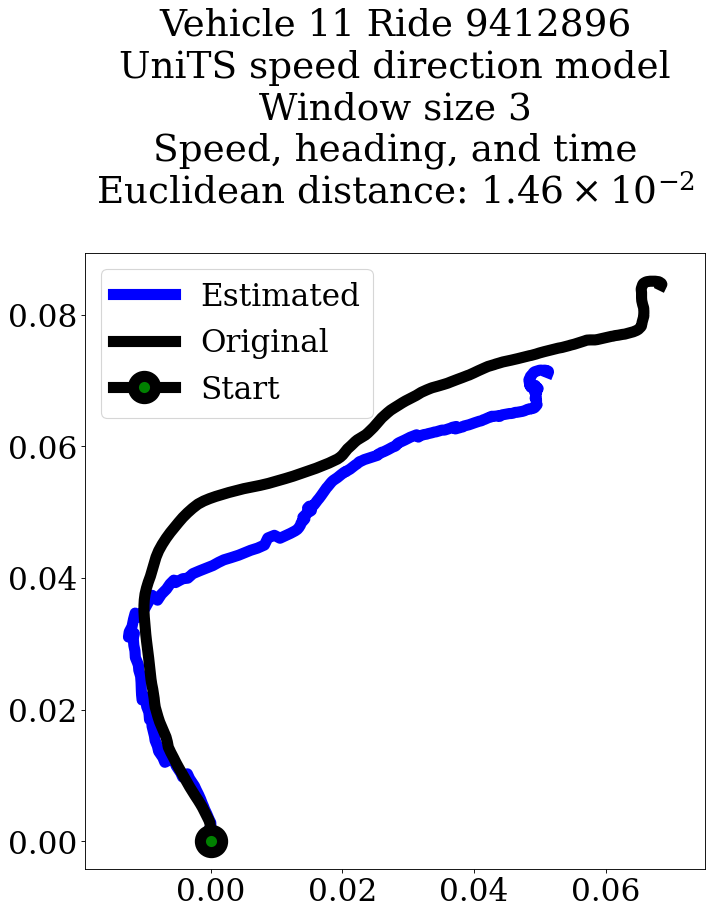 Vehicle 11 Ride 9412896
UniTS speed direction model
Window size 3
Speed, heading, and time
Euclidean distance: 1.46 × 10⁻²
Estimated
Original
Start
0.08
0.06
0.04
0.02
0.00
0.00 0.02 0.04 0.06